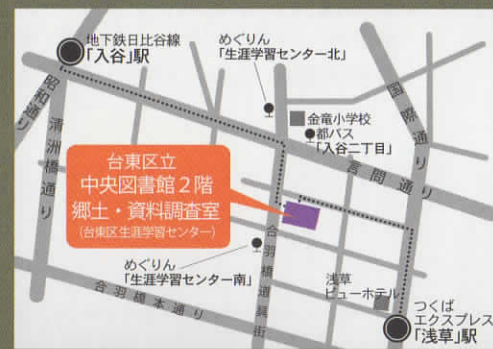 地下鉄日比谷線
「入谷」駅
めぐりん
「生涯学習センター北」
昭和通り
清洲橋通り
国際通り
金竜小学校
都バス
「入谷二丁目」
言問通り
台東区立
中央図書館2階
郷土・資料調査室
(台東区生涯学習センター)
めぐりん
「生涯学習センター南」
合羽橋道具街
合羽橋本通り
浅草
ビューホテル
つくば
エクスプレス
「浅草」駅